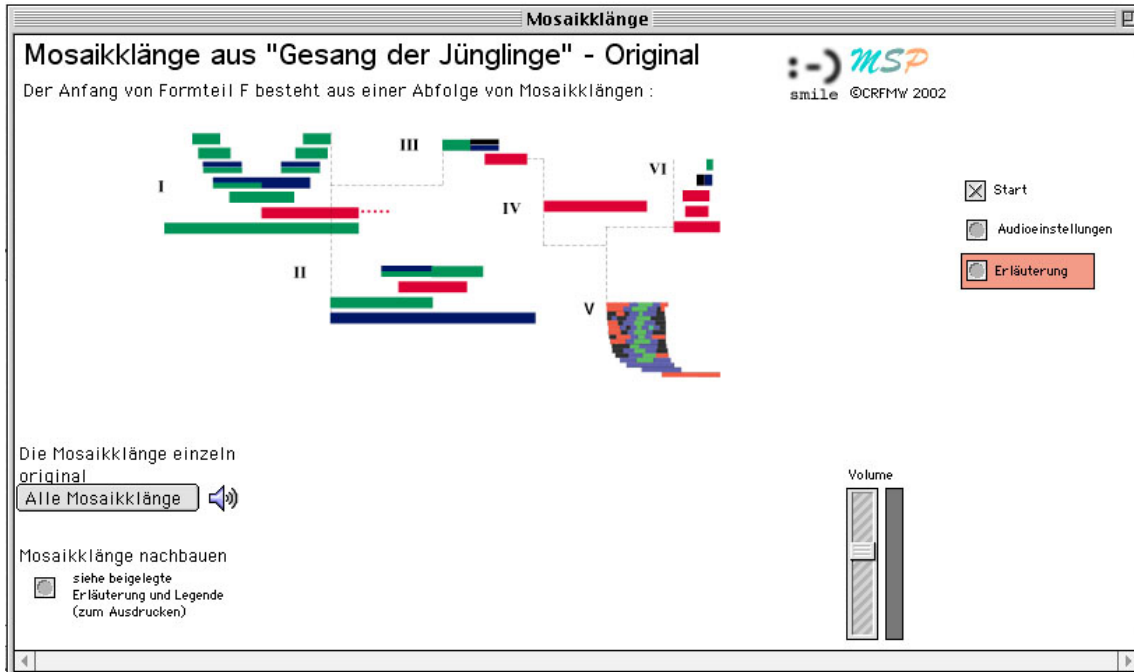 Mosaikklänge
Mosaikklänge aus "Gesang der Jünglinge" - Original
:-) MSP
smile ©CRFMW 2002
Der Anfang von Formteil F besteht aus einer Abfolge von Mosaikklängen :
I
II
III
IV
V
VI
Start
Audioeinstellungen
Erläuterung
Die Mosaikklänge einzeln
original
Alle Mosaikklänge
Mosaikklänge nachbauen
siehe beigelegte
Erläuterung und Legende
(zum Ausdrucken)
Volume